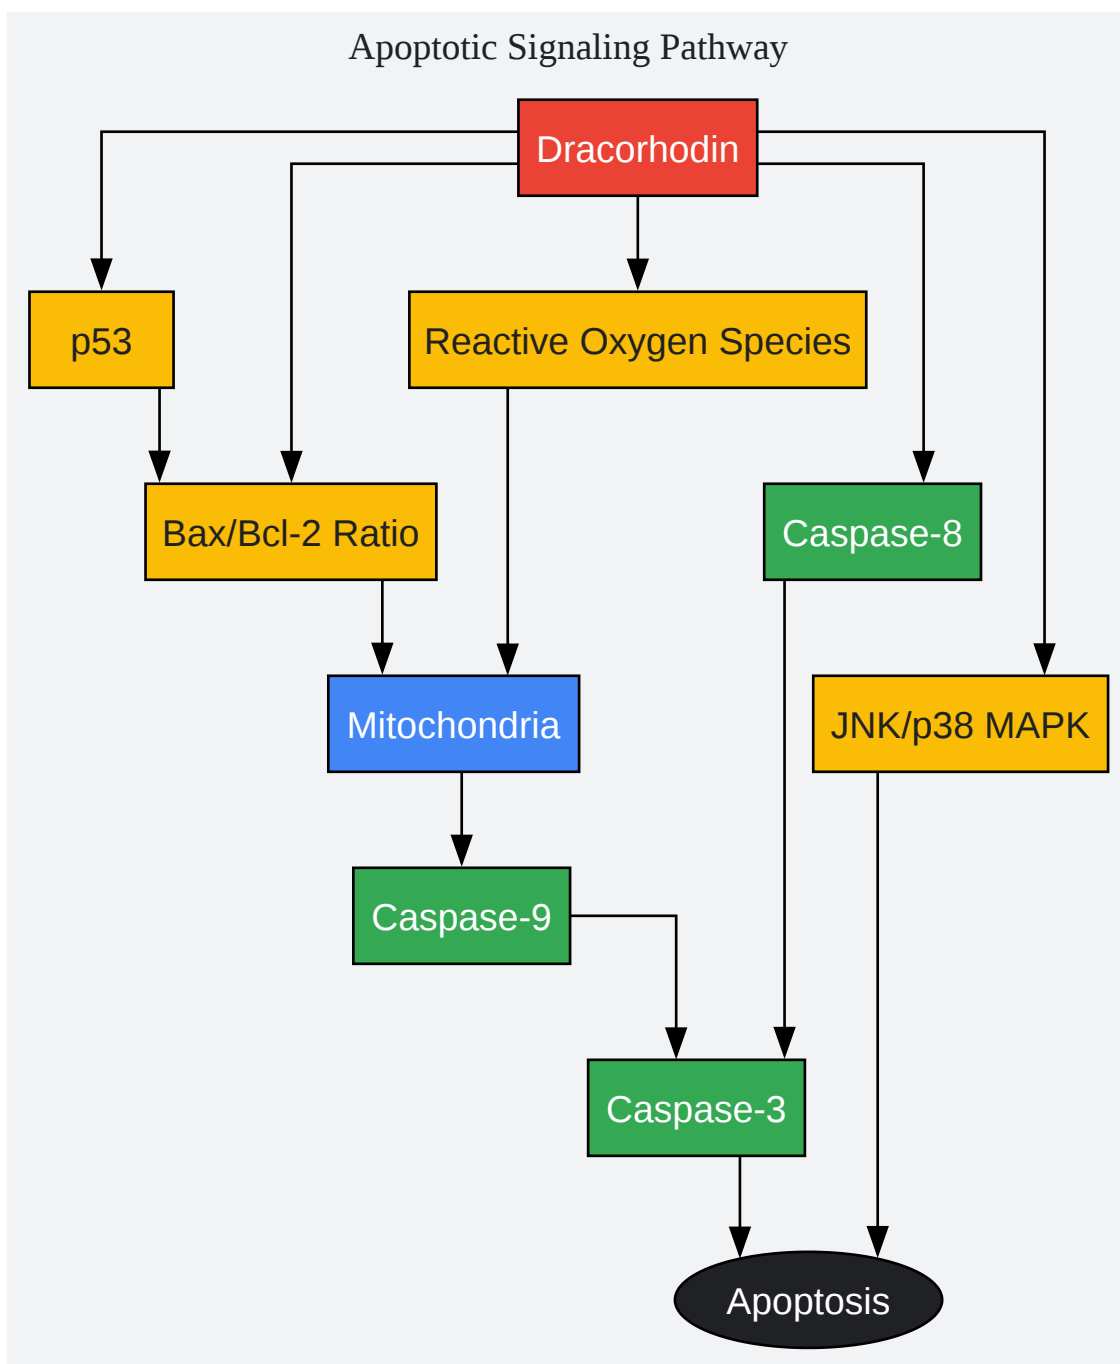 Apoptotic Signaling Pathway
Dracorhodin
p53
Reactive Oxygen Species
Bax/Bcl-2 Ratio
Caspase-8
Mitochondria
JNK/p38 MAPK
Caspase-9
Caspase-3
Apoptosis